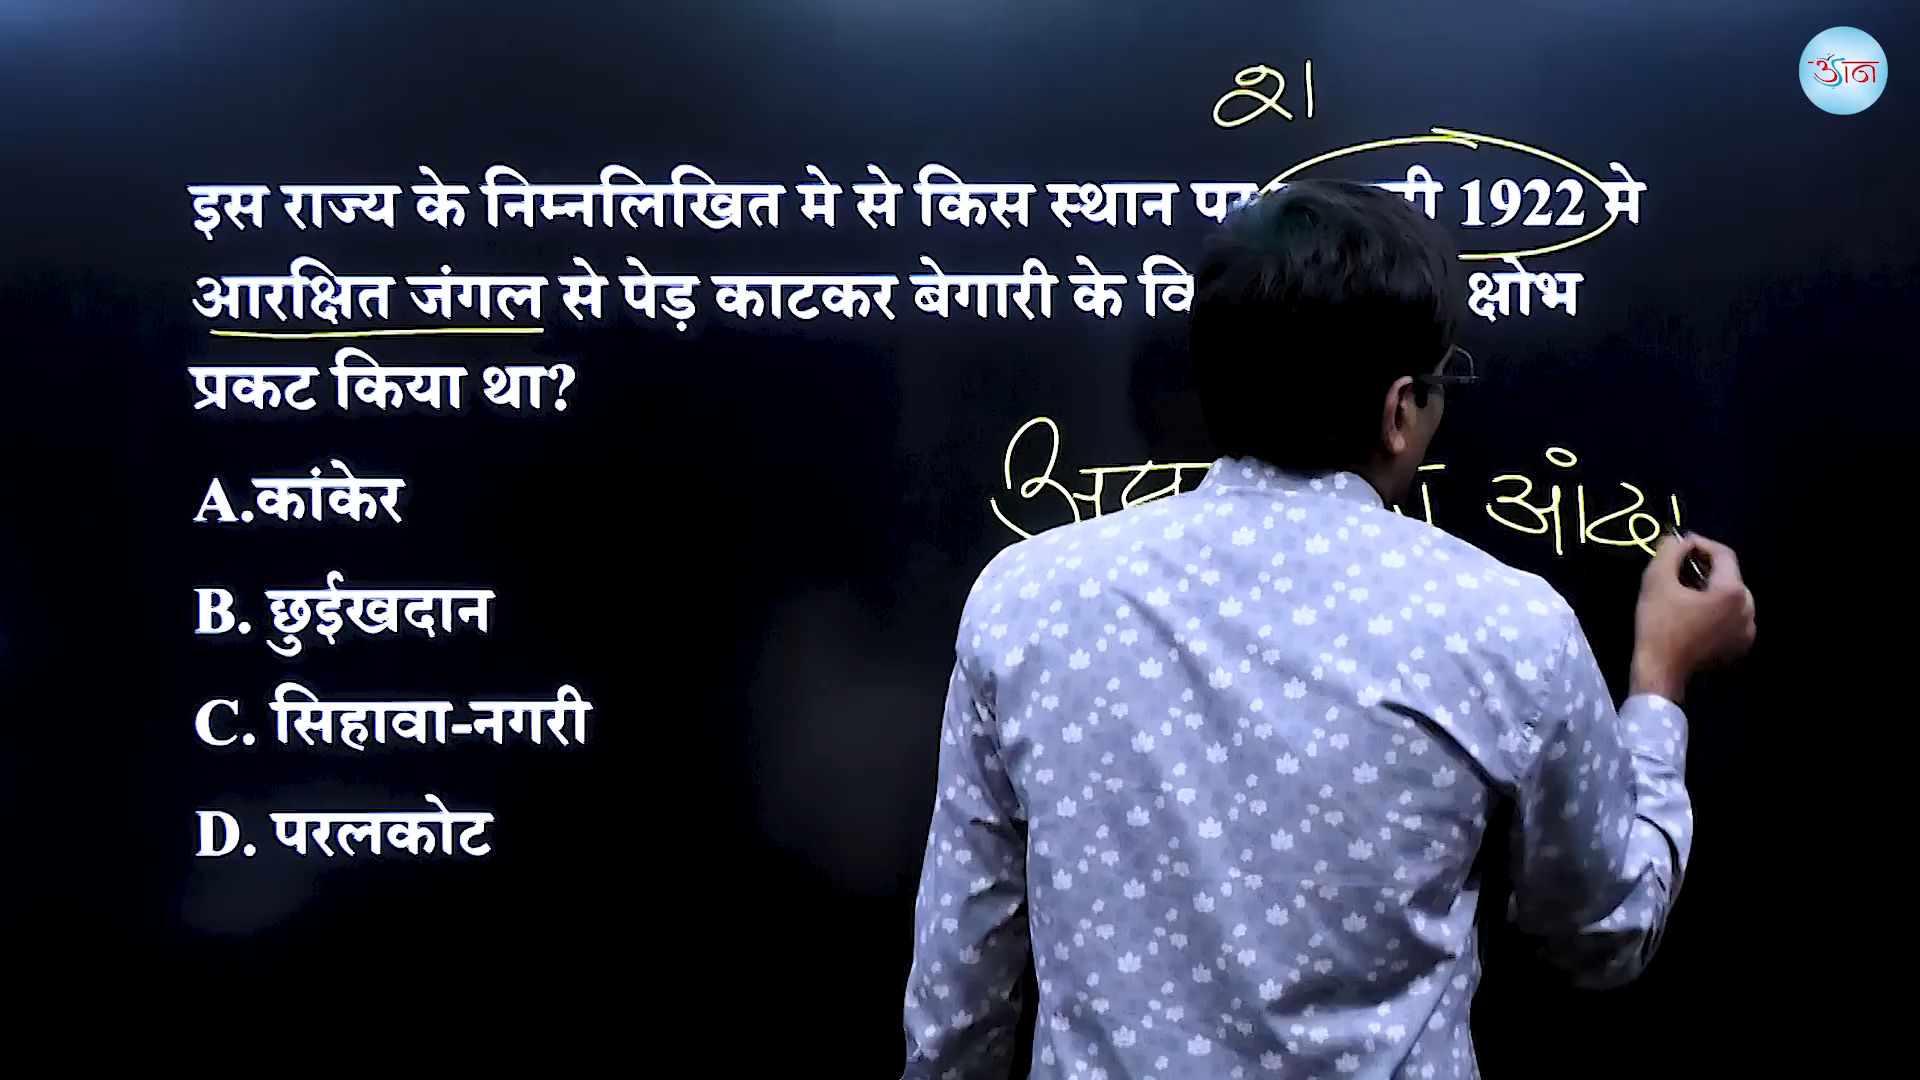 21
इस राज्य के निम्नलिखित मे से किस स्थान 1922 मे
आरक्षित जंगल से पेड़ काटकर बेगारी के क्षोभ
प्रकट किया था?
A.कांकेर
B. छुईखदान
C. सिहावा-नगरी
D. परलकोट